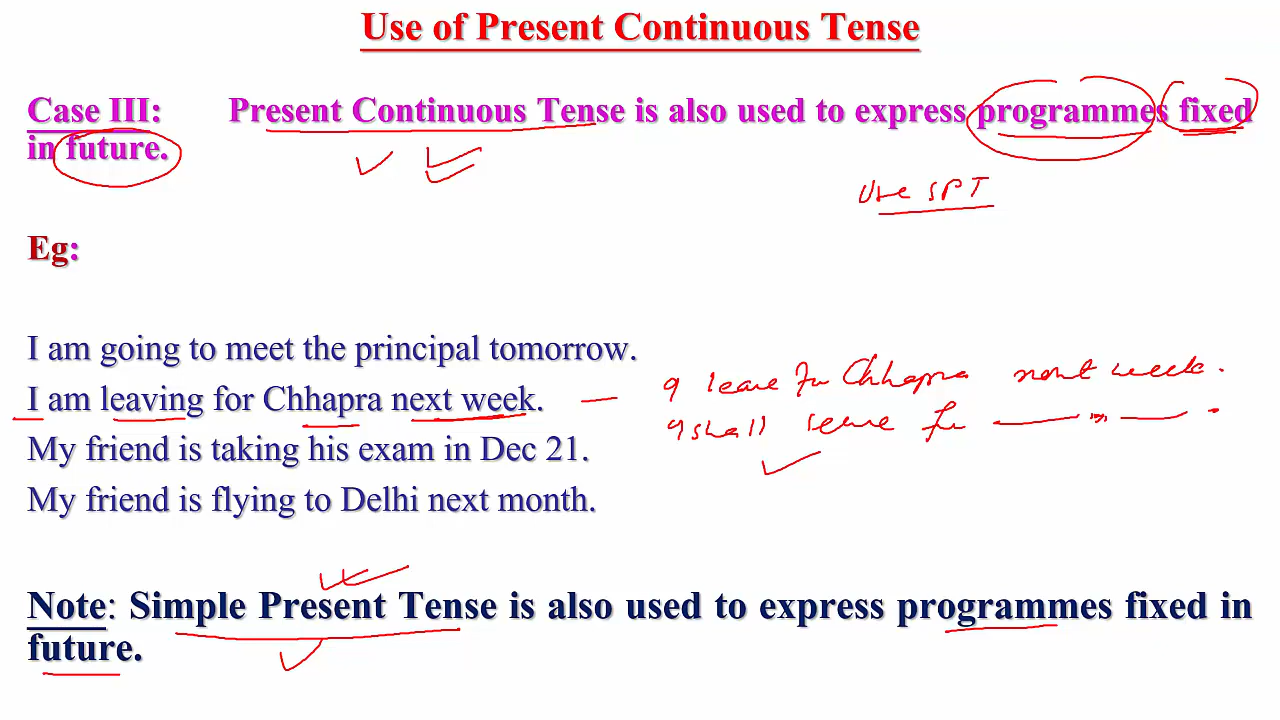 Use of Present Continuous Tense
Case III: Present Continuous Tense is also used to express programmes fixed
in future.
Use SPT
Eg:
I am going to meet the principal tomorrow.
I am leaving for Chhapra next week.
I leave for Chhapra next week.
I shall leave for
My friend is taking his exam in Dec 21.
My friend is flying to Delhi next month.
Note: Simple Present Tense is also used to express programmes fixed in
future.